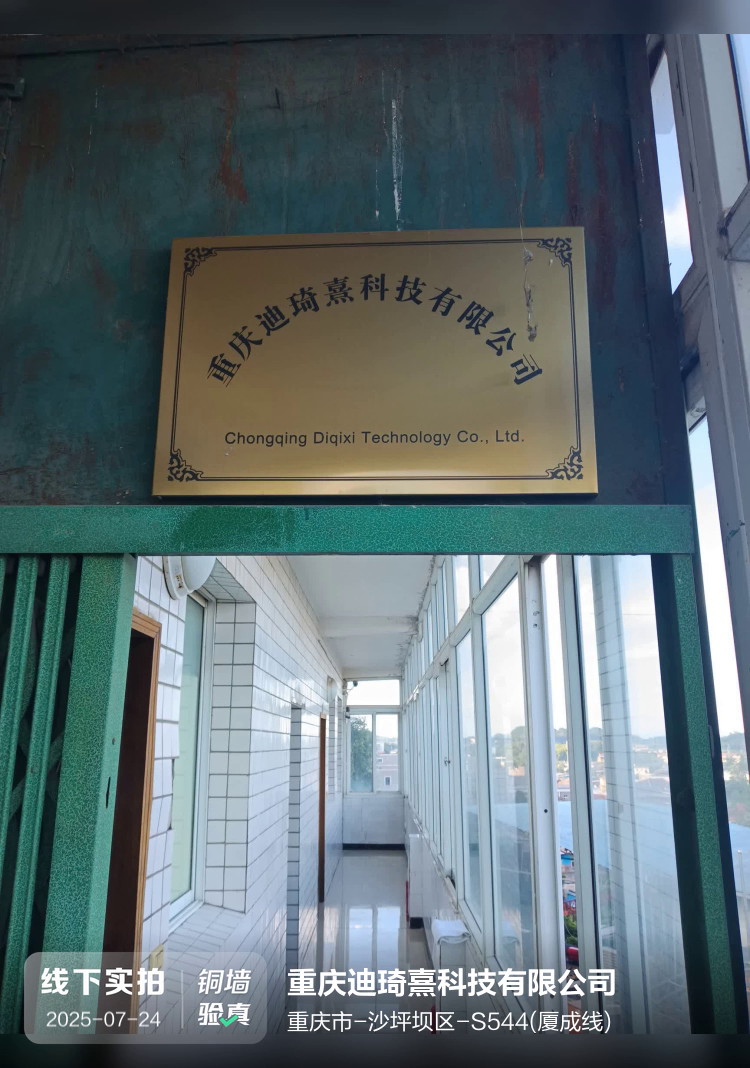 重庆迪琦熹科技有限公司
Chongqing Diqixi Technology Co., Ltd.
线下实拍
2025-07-24
铜墙
验真
重庆迪琦熹科技有限公司
重庆市-沙坪坝区-S544(厦成线)